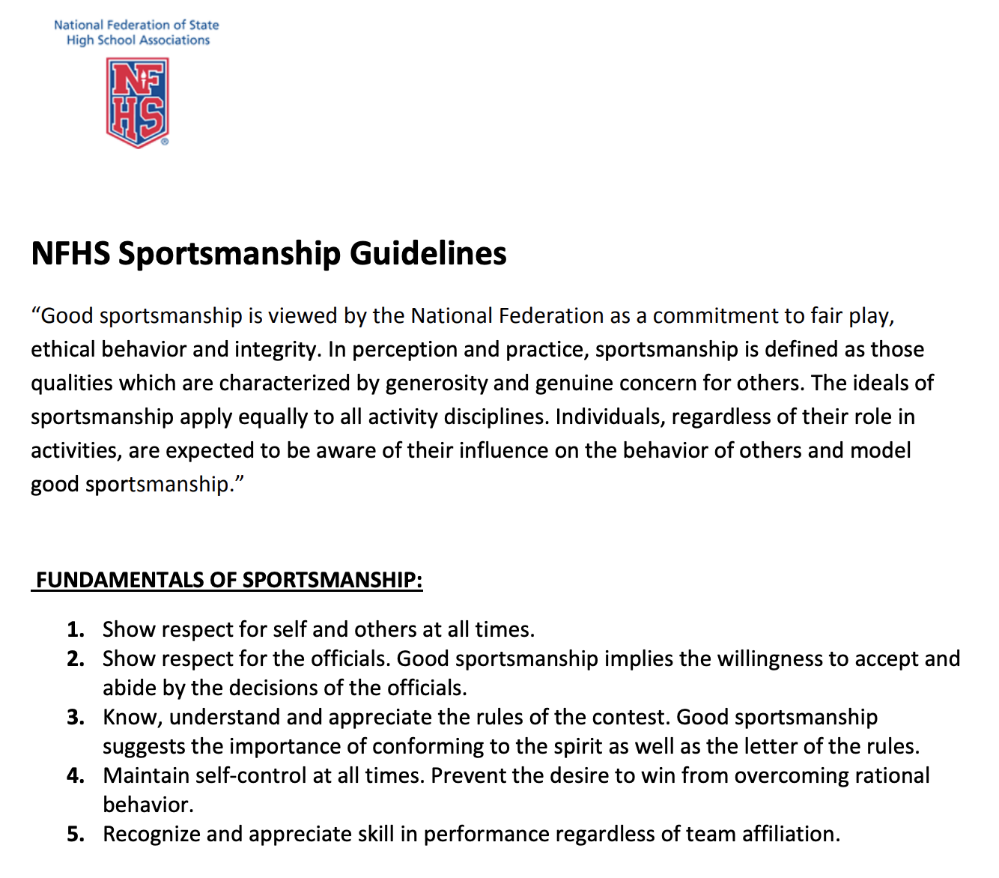 National Federation of State
High School Associations
NF
HS
®
NFHS Sportsmanship Guidelines
“Good sportsmanship is viewed by the National Federation as a commitment to fair play,
ethical behavior and integrity. In perception and practice, sportsmanship is defined as those
qualities which are characterized by generosity and genuine concern for others. The ideals of
sportsmanship apply equally to all activity disciplines. Individuals, regardless of their role in
activities, are expected to be aware of their influence on the behavior of others and model
good sportsmanship.”
FUNDAMENTALS OF SPORTSMANSHIP:
1. Show respect for self and others at all times.
2. Show respect for the officials. Good sportsmanship implies the willingness to accept and
abide by the decisions of the officials.
3. Know, understand and appreciate the rules of the contest. Good sportsmanship
suggests the importance of conforming to the spirit as well as the letter of the rules.
4. Maintain self-control at all times. Prevent the desire to win from overcoming rational
behavior.
5. Recognize and appreciate skill in performance regardless of team affiliation.